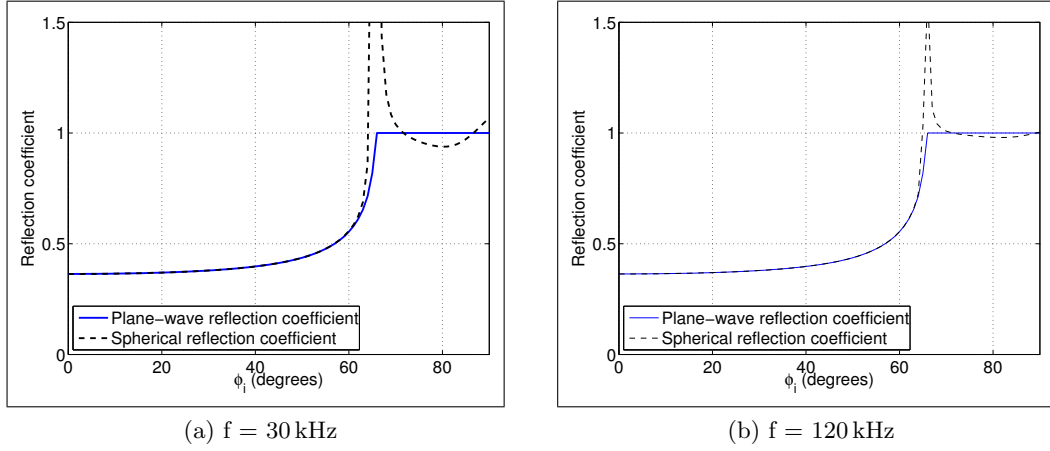 1.5
1
0.5
0
Reflection coefficient
Plane−wave reflection coefficient
Spherical reflection coefficient
0 20 40 60 80
ϕi (degrees)
(a) f = 30 kHz
1.5
1
0.5
0
Reflection coefficient
Plane−wave reflection coefficient
Spherical reflection coefficient
0 20 40 60 80
ϕi (degrees)
(b) f = 120 kHz